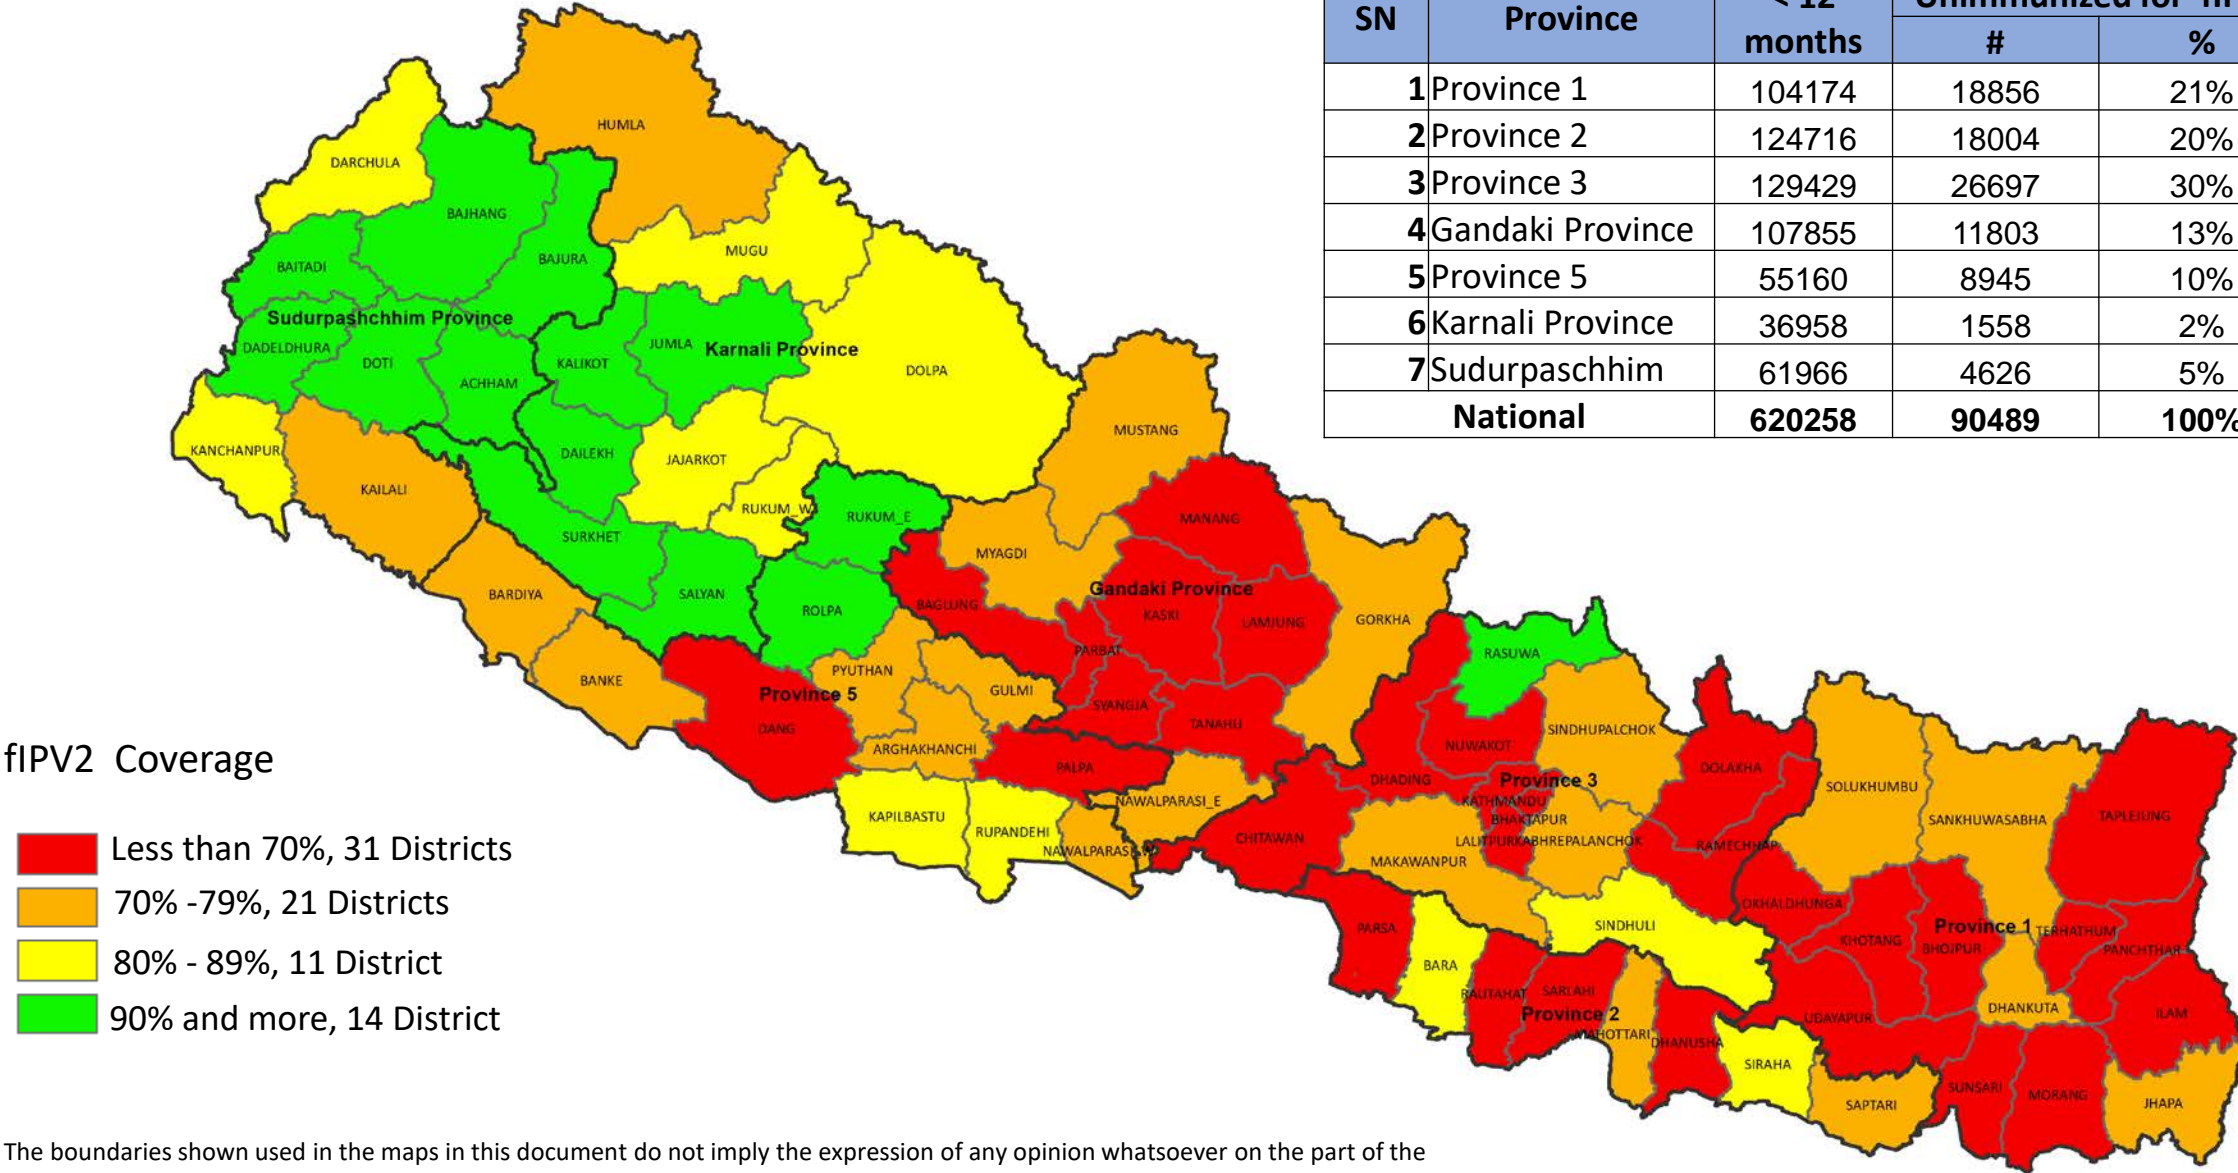 SN Province < 12 months
# %
1 Province 1 104174 18856 21%
2 Province 2 124716 18004 20%
3 Province 3 129429 26697 30%
4 Gandaki Province 107855 11803 13%
5 Province 5 55160 8945 10%
6 Karnali Province 36958 1558 2%
7 Sudurpaschhim 61966 4626 5%
National 620258 90489 100%
HUMLA
DARCHULA
BAJHANG
MUGU
BAJURA
BAITADI
Sudurpashchhim Province
DADELDHURA
DOTI
ACHHAM
KALIKOT
JUMLA
Karnali Province
DOLPA
MUSTANG
KANCHANPUR
KAILALI
DAILEKH
JAJARKOT
RUKUM_W
RUKUM_E
SURKHET
MYAGDI
MANANG
BARDIYA
SALYAN
ROLPA
BAGLUNG
Gandaki Province
KASKI
LAMJUNG
GORKHA
PARBAT
RASUWA
BANKE
PYUTHAN
GULMI
Province 5
DANG
SYANGJA
TANAHU
ARGHAKHANCHI
PALPA
NUWAKOT
SINDHUPALCHOK
DOLAKHA
DHADING
Province 3
KATHMANDU
BHAKTAPUR
LALITPUR
KABHREPALANCHOK
RAMECHHAP
SOLUKHUMBU
SANKHUWASABHA
TAPLEJUNG
KAPILBASTU
RUPANDEHI
NAWALPARASI_E
NAWALPARASI_W
CHITAWAN
MAKAWANPUR
OKHALDHUNGA
KHOTANG
Province 1
BHOJPUR
TERHATHUM
PANCHTHAR
PARSA
BARA
SINDHULI
RAUTAHAT
SARLAHI
Province 2
MAHOTTARI
DHANUSHA
SIRAHA
UDAYAPUR
DHANKUTA
ILAM
SAPTARI
SUNSARI
MORANG
JHAPA
fIPV2 Coverage
Less than 70%, 31 Districts
70% -79%, 21 Districts
80% - 89%, 11 District
90% and more, 14 District
The boundaries shown used in the maps in this document do not imply the expression of any opinion whatsoever on the part of the